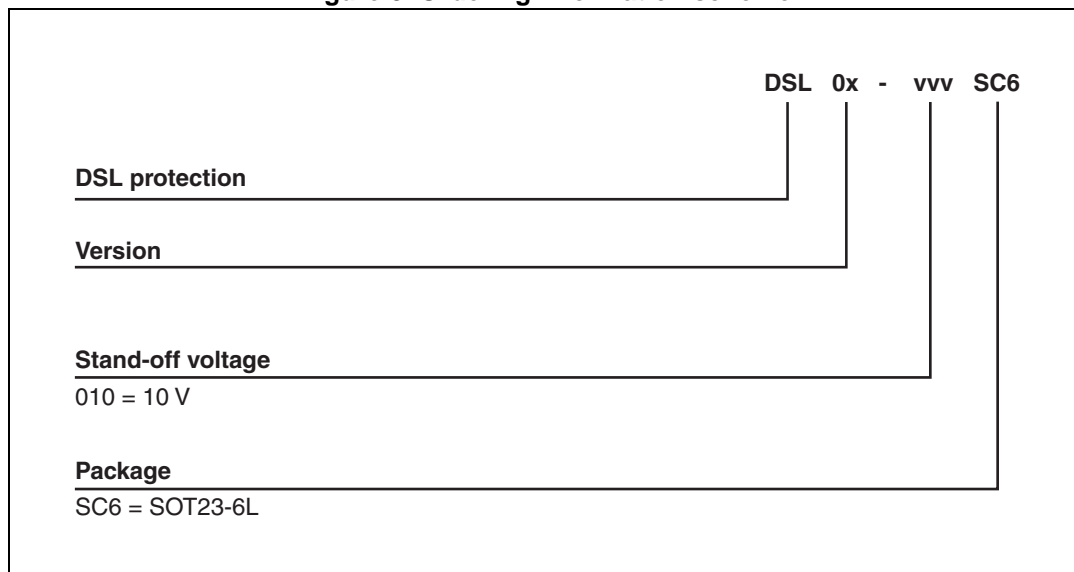 DSL 0x - vvv SC6
DSL protection
Version
Stand-off voltage
010 = 10 V
Package
SC6 = SOT23-6L